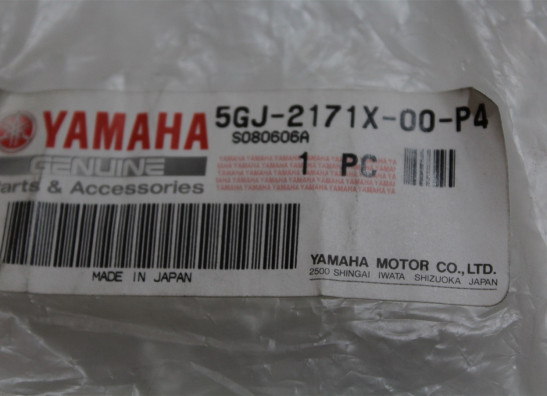 YAMAHA 5GJ-2171X-00-P4
S080606A
GENUINE 1 PC
Parts & Accessories
YAMAHA MOTOR CO.,LTD.
2500 SHINGAI IWATA SHIZUOKA JAPAN
MADE IN JAPAN